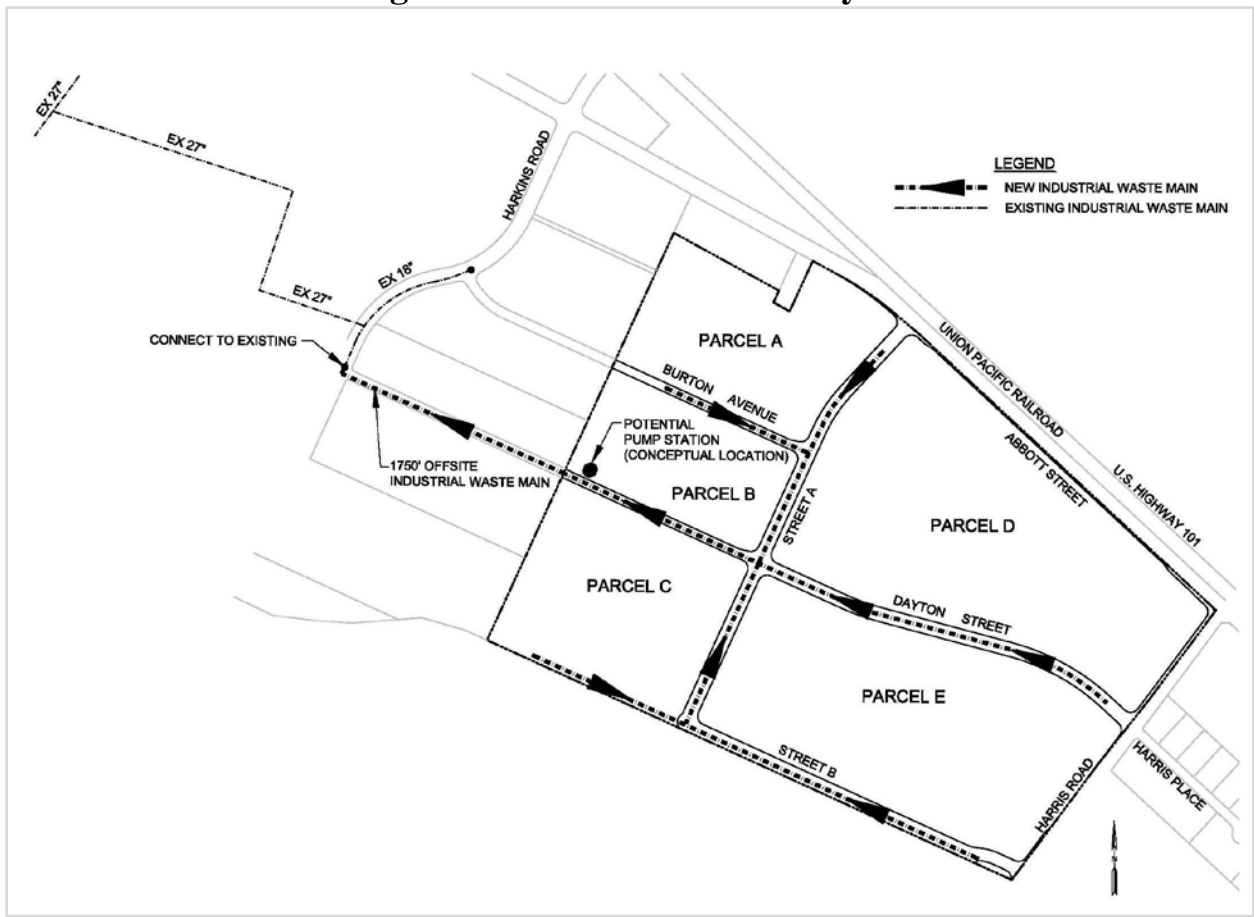 EX 27"
EX 27"
HARKINS ROAD
LEGEND
NEW INDUSTRIAL WASTE MAIN
EXISTING INDUSTRIAL WASTE MAIN
EX 18"
EX 27"
CONNECT TO EXISTING
PARCEL A
UNION PACIFIC RAILROAD
BURTON
AVENUE
ABBOTT STREET
U.S. HIGHWAY 101
POTENTIAL
PUMP STATION
(CONCEPTUAL LOCATION)
1750' OFFSITE
INDUSTRIAL WASTE MAIN
PARCEL B
STREET A
PARCEL D
PARCEL C
DAYTON STREET
PARCEL E
STREET B
HARRIS ROAD
HARRIS PLACE
N